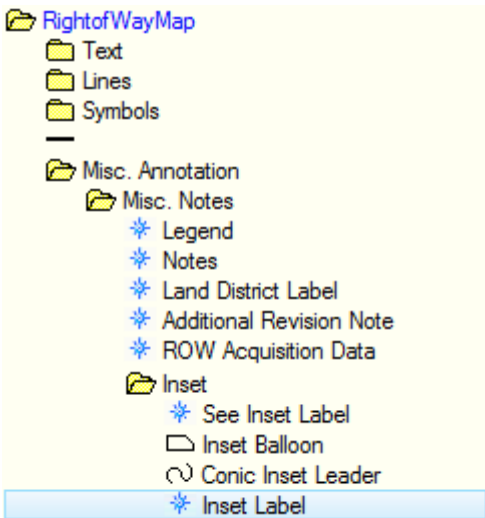 RightofWayMap
Text
Lines
Symbols
Misc. Annotation
Misc. Notes
Legend
Notes
Land District Label
Additional Revision Note
ROW Acquisition Data
Inset
See Inset Label
Inset Balloon
Conic Inset Leader
Inset Label